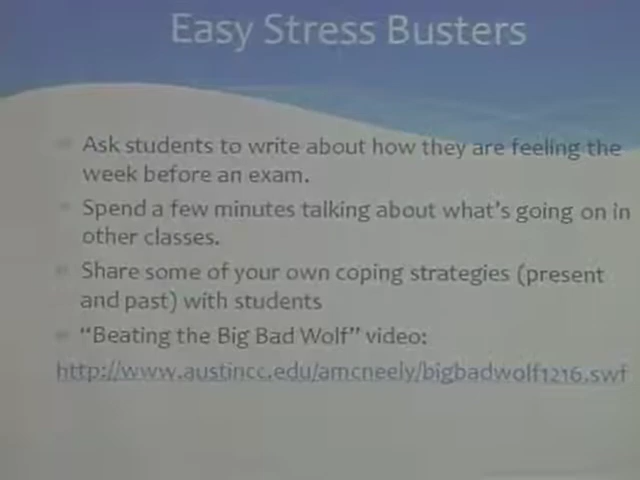 Easy Stress Busters
Ask students to write about how they are feeling the
week before an exam.
Spend a few minutes talking about what's going on in
other classes.
Share some of your own coping strategies (present
and past) with students
"Beating the Big Bad Wolf" video:
http://www.austincc.edu/amcneely/bigbadwolf1216.swf